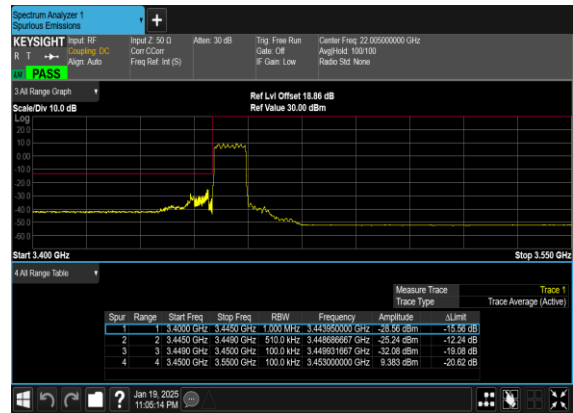 Spectrum Analyzer 1
Spurious Emissions
+
KEYSIGHT Input: RF Input Z: 50 Ω Atten: 30 dB Trig: Free Run Center Freq: 22.005000000 GHz
R T Coupling: DC Corr CCorr Gate: Off Avg|Hold: 100/100
Align: Auto Freq Ref: Int (S) IF Gain: Low Radio Std: None
LW PASS
3 All Range Graph
Ref Lvl Offset 18.86 dB
Scale/Div 10.0 dB Ref Value 30.00 dBm
Log
20.0
10.0
0.00
-10.0
-20.0
-30.0
-40.0
-50.0
-60.0
Start 3.400 GHz Stop 3.550 GHz
4 All Range Table
Measure Trace Trace 1
Trace Type Trace Average (Active)
Spur Range Start Freq Stop Freq RBW Frequency Amplitude ΔLimit
1 1 3.4000 GHz 3.4450 GHz 1.000 MHz 3.443950000 GHz -28.56 dBm -15.56 dB
2 2 3.4450 GHz 3.4490 GHz 510.0 kHz 3.448686667 GHz -25.24 dBm -12.24 dB
3 3 3.4490 GHz 3.4500 GHz 100.0 kHz 3.449931667 GHz -32.08 dBm -19.08 dB
4 4 3.4500 GHz 3.5500 GHz 100.0 kHz 3.453000000 GHz 9.383 dBm -20.62 dB
?
Jan 19, 2025
11:05:14 PM